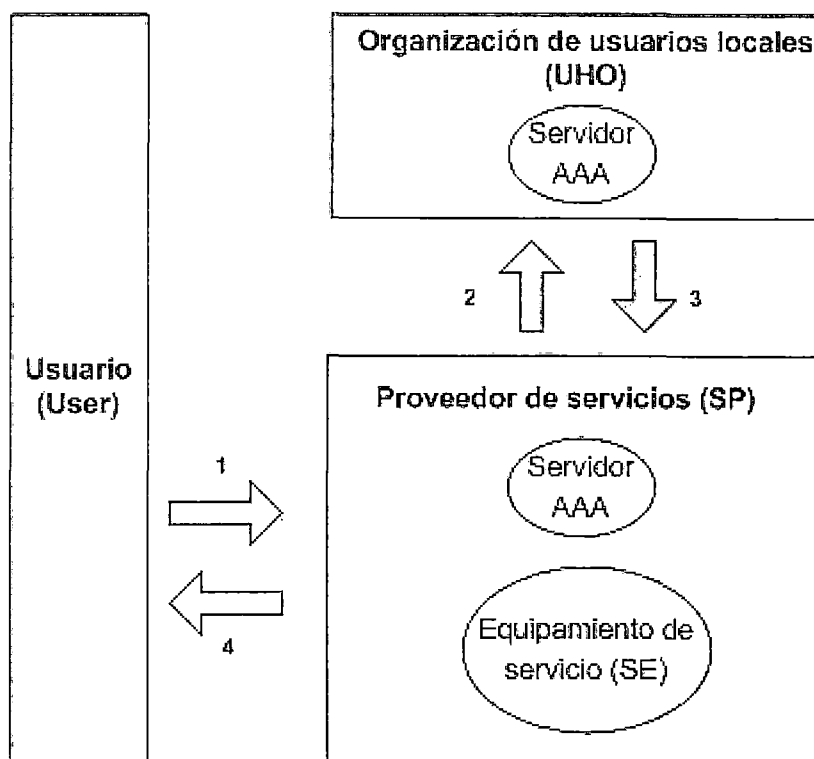 Organización de usuarios locales
(UHO)
Servidor
AAA
2
3
Usuario
(User)
Proveedor de servicios (SP)
1
Servidor
AAA
4
Equipamiento de
servicio (SE)